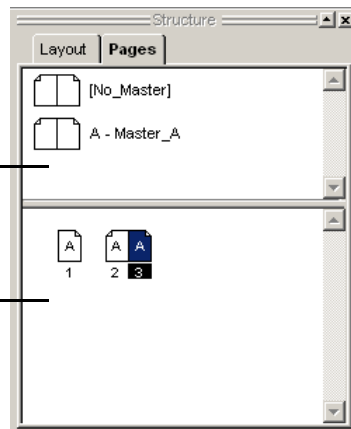 Structure
Layout Pages
[No_Master]
A - Master_A
A A A
1 2 3